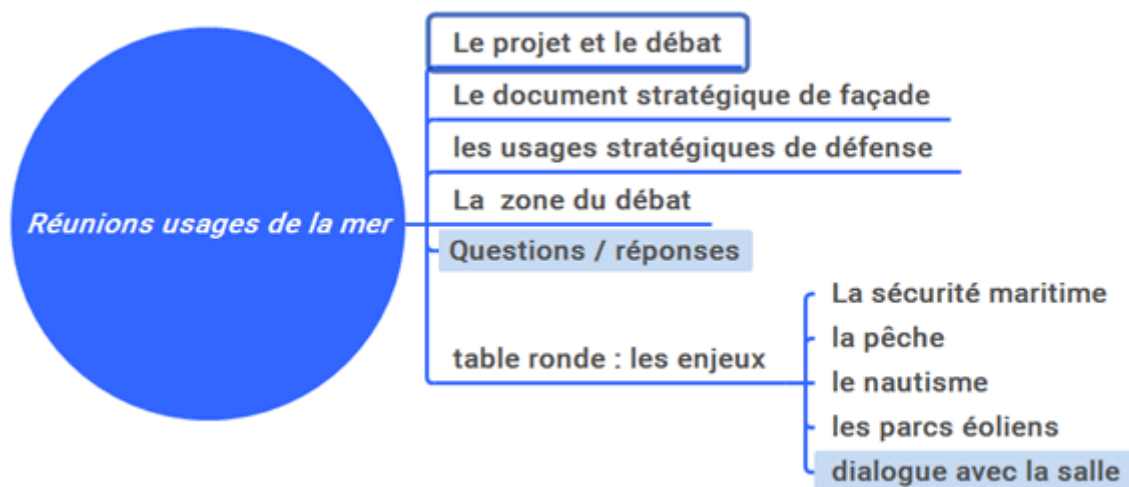 Réunions usages de la mer
Le projet et le débat
Le document stratégique de façade
les usages stratégiques de défense
La zone du débat
Questions / réponses
table ronde : les enjeux
La sécurité maritime
la pêche
le nautisme
les parcs éoliens
dialogue avec la salle